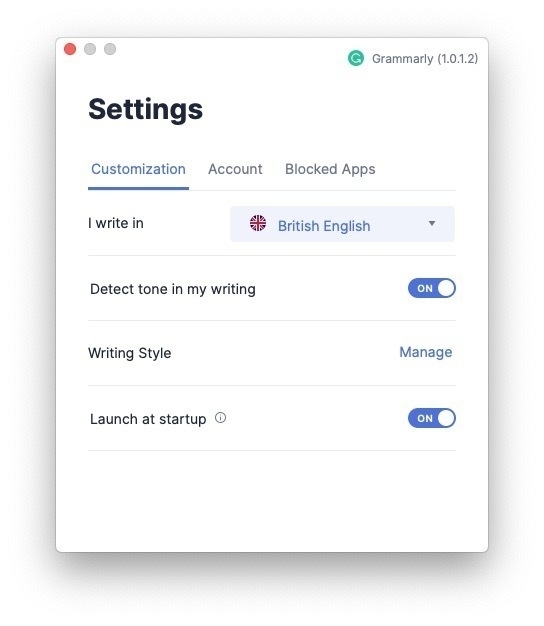 Grammarly (1.0.1.2)
Settings
Customization Account Blocked Apps
I write in British English
Detect tone in my writing ON
Writing Style Manage
Launch at startup ON